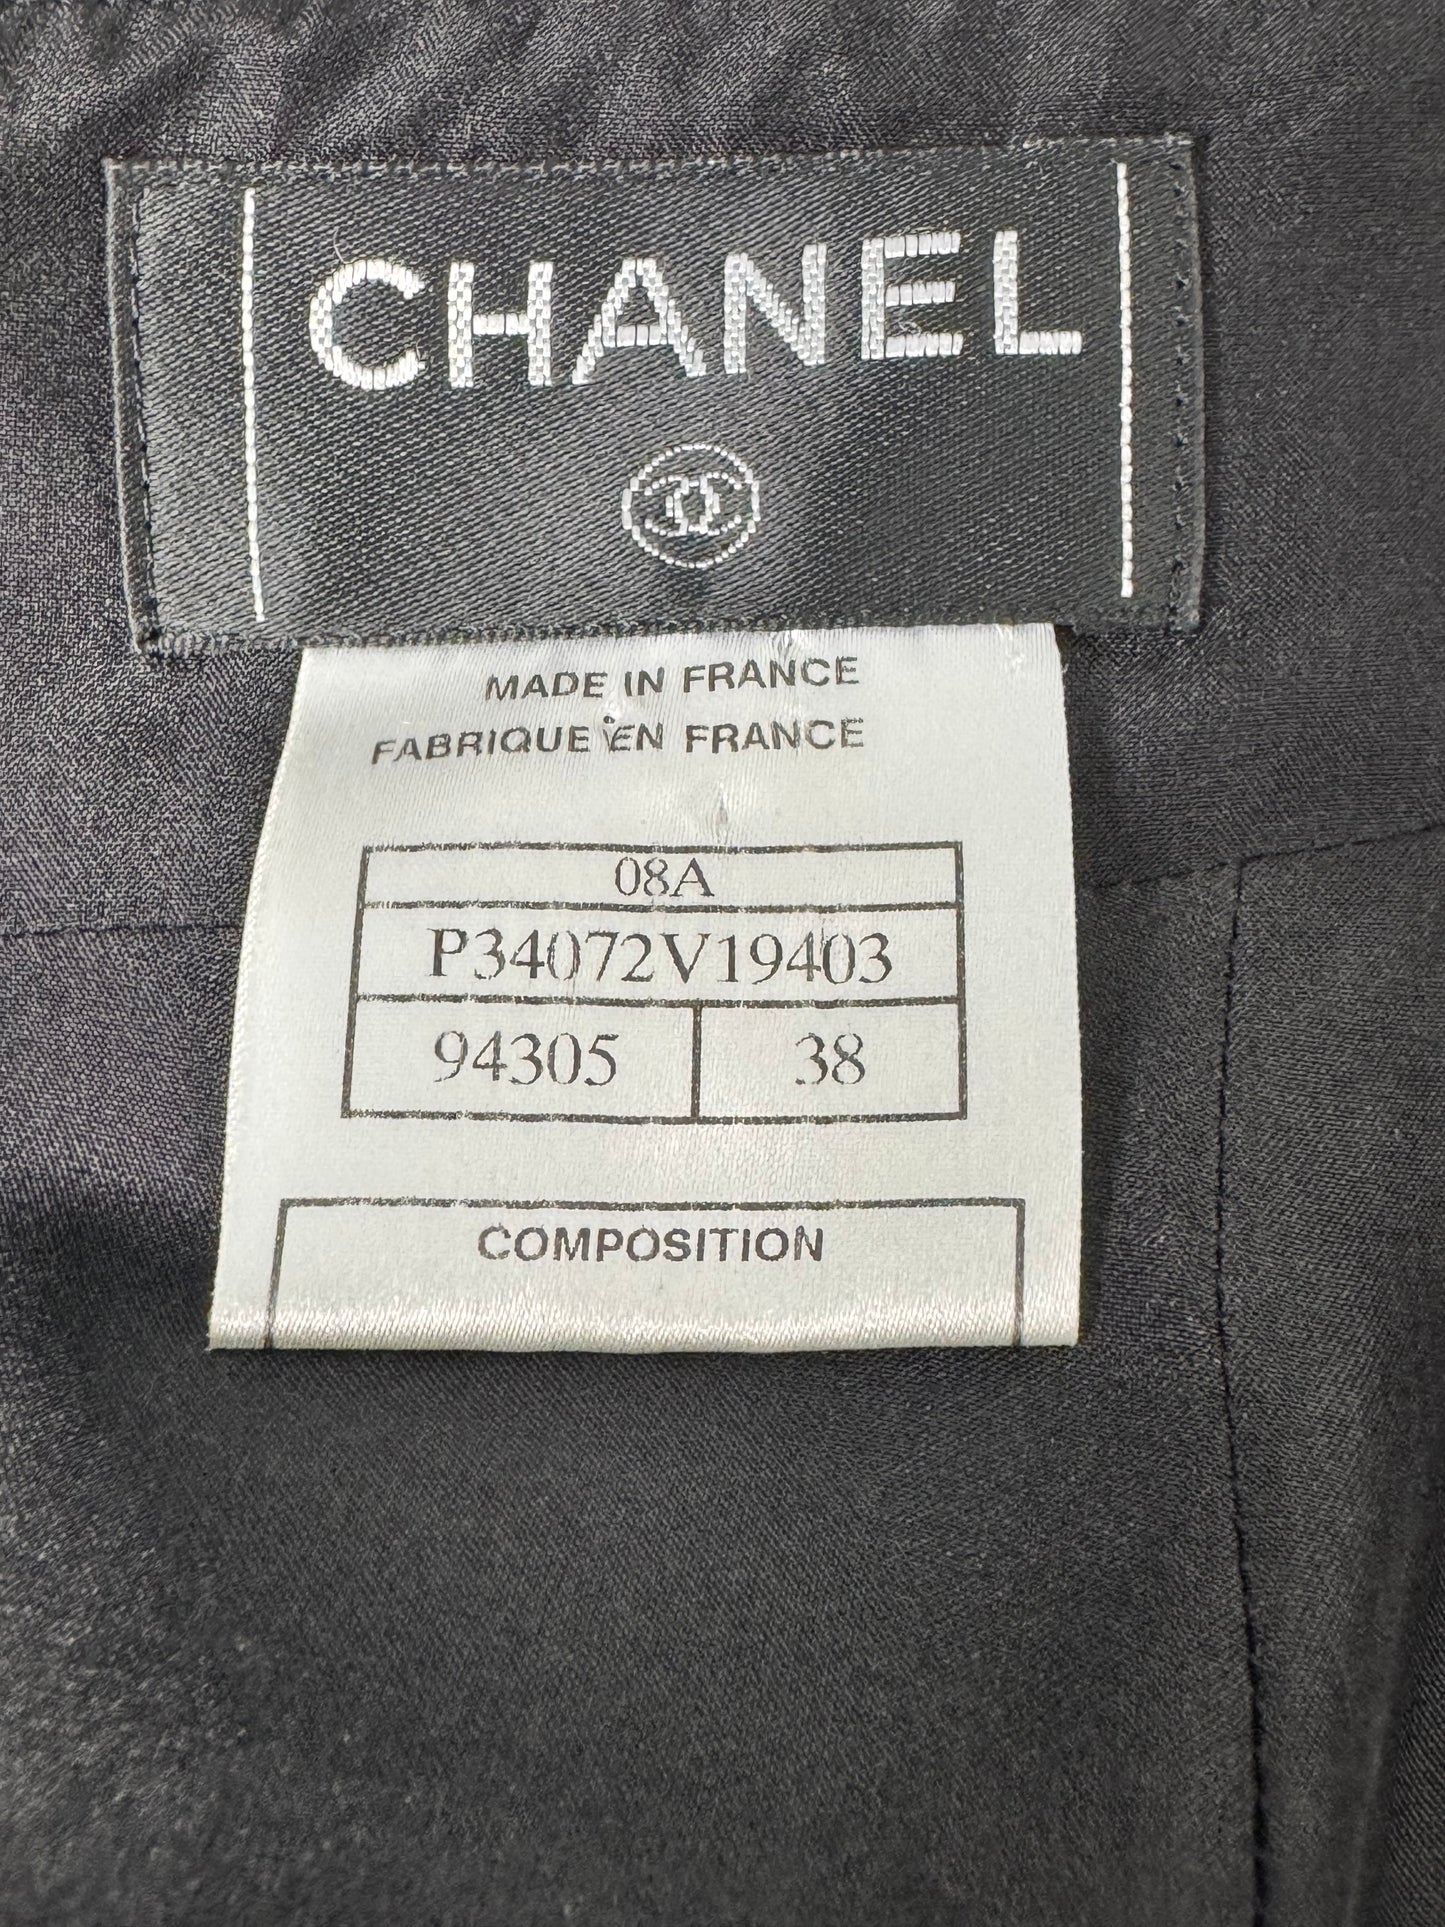 CHANEL
MADE IN FRANCE
FABRIQUE EN FRANCE
08A
P34072V19403
94305 38
COMPOSITION